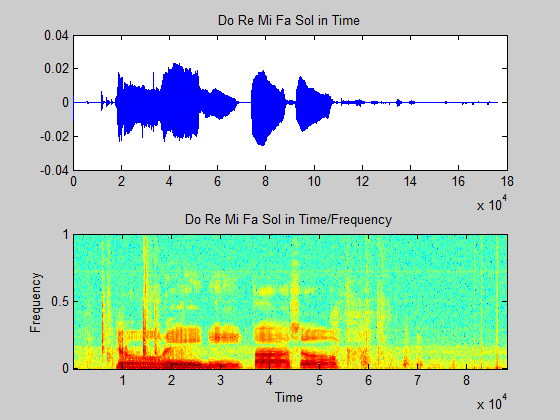 Do Re Mi Fa Sol in Time
0.04
0.02
0
-0.02
-0.04
0 2 4 6 8 10 12 14 16 18
x 10^4
Do Re Mi Fa Sol in Time/Frequency
1
0.5
0
Frequency
1 2 3 4 5 6 7 8
x 10^4
Time